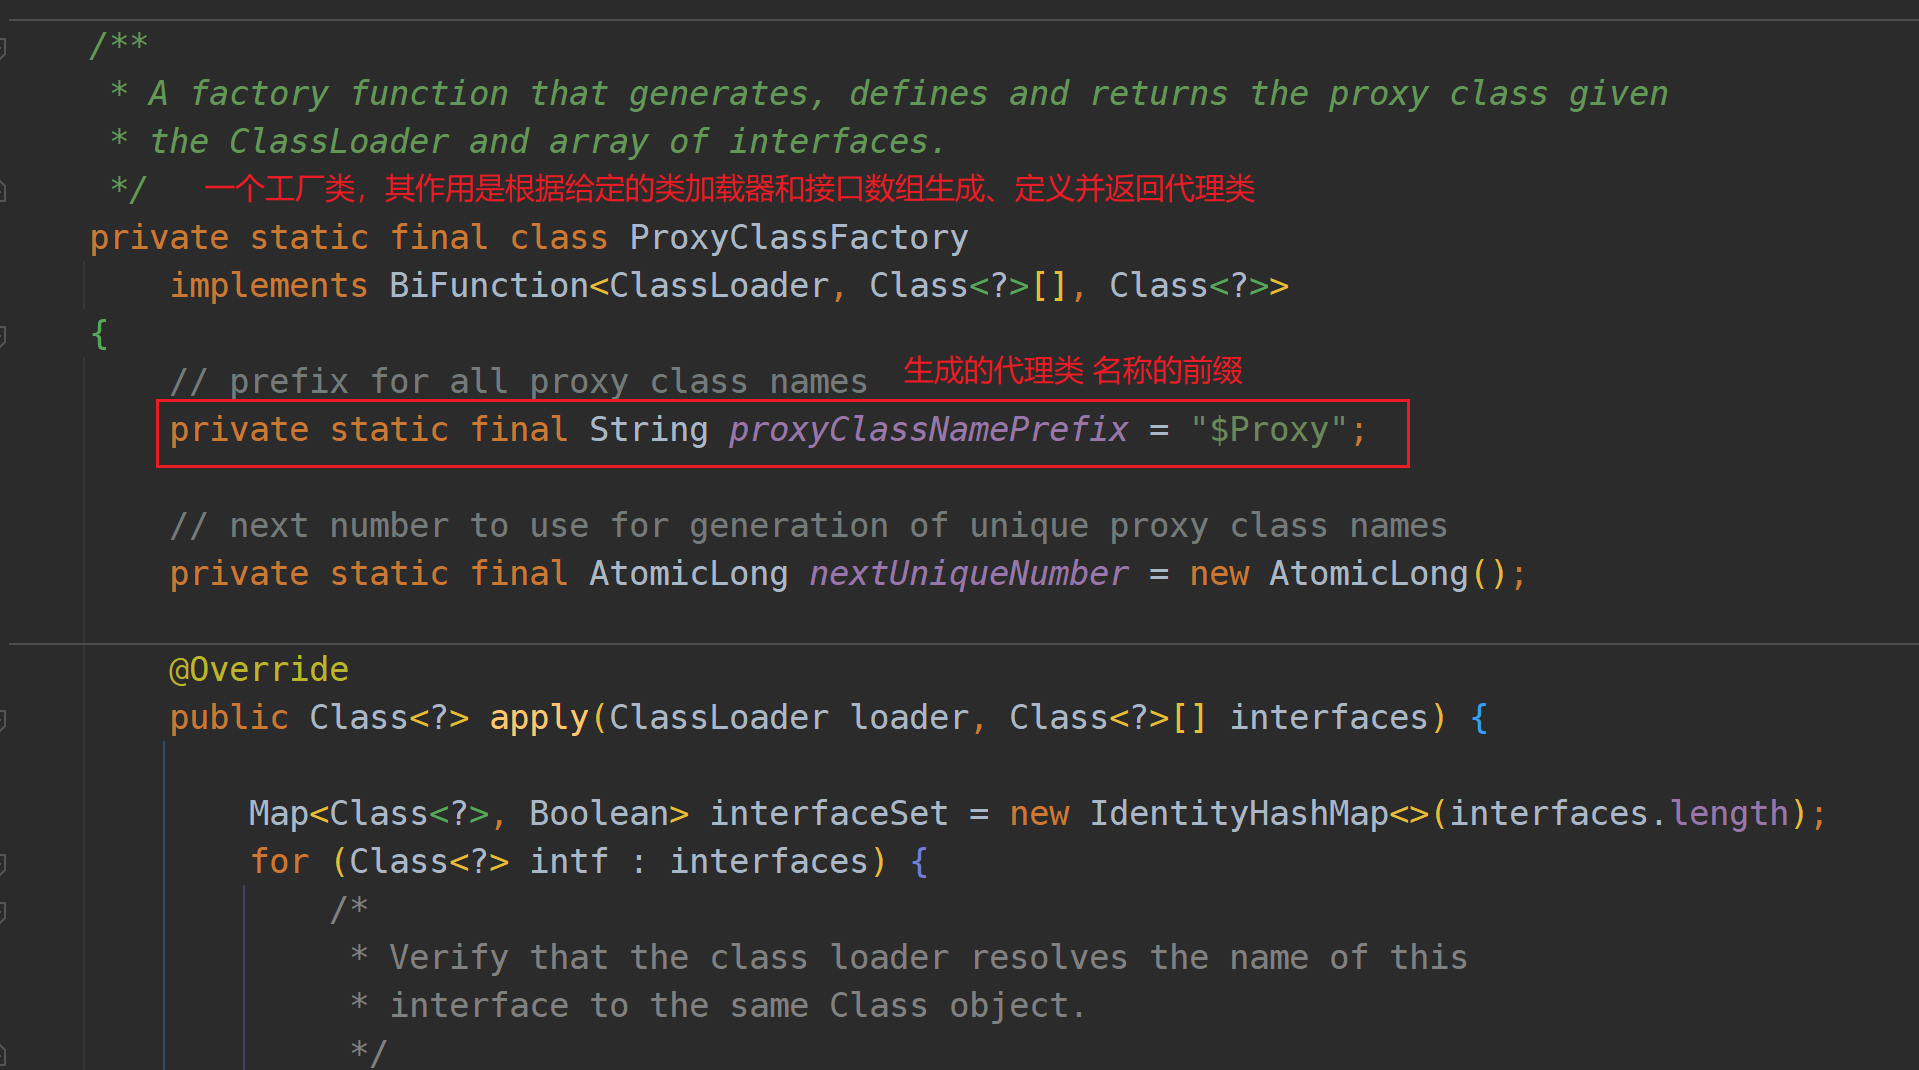 /**
* A factory function that generates, defines and returns the proxy class given
* the ClassLoader and array of interfaces.
*/ 一个工厂类，其作用是根据给定的类加载器和接口数组生成、定义并返回代理类
private static final class ProxyClassFactory
implements BiFunction<ClassLoader, Class<?>[], Class<?>>
{
// prefix for all proxy class names 生成的代理类 名称的前缀
private static final String proxyClassNamePrefix = "$Proxy";
// next number to use for generation of unique proxy class names
private static final AtomicLong nextUniqueNumber = new AtomicLong();
@Override
public Class<?> apply(ClassLoader loader, Class<?>[] interfaces) {
Map<Class<?>, Boolean> interfaceSet = new IdentityHashMap<>(interfaces.length);
for (Class<?> intf : interfaces) {
/*
* Verify that the class loader resolves the name of this
* interface to the same Class object.
*/